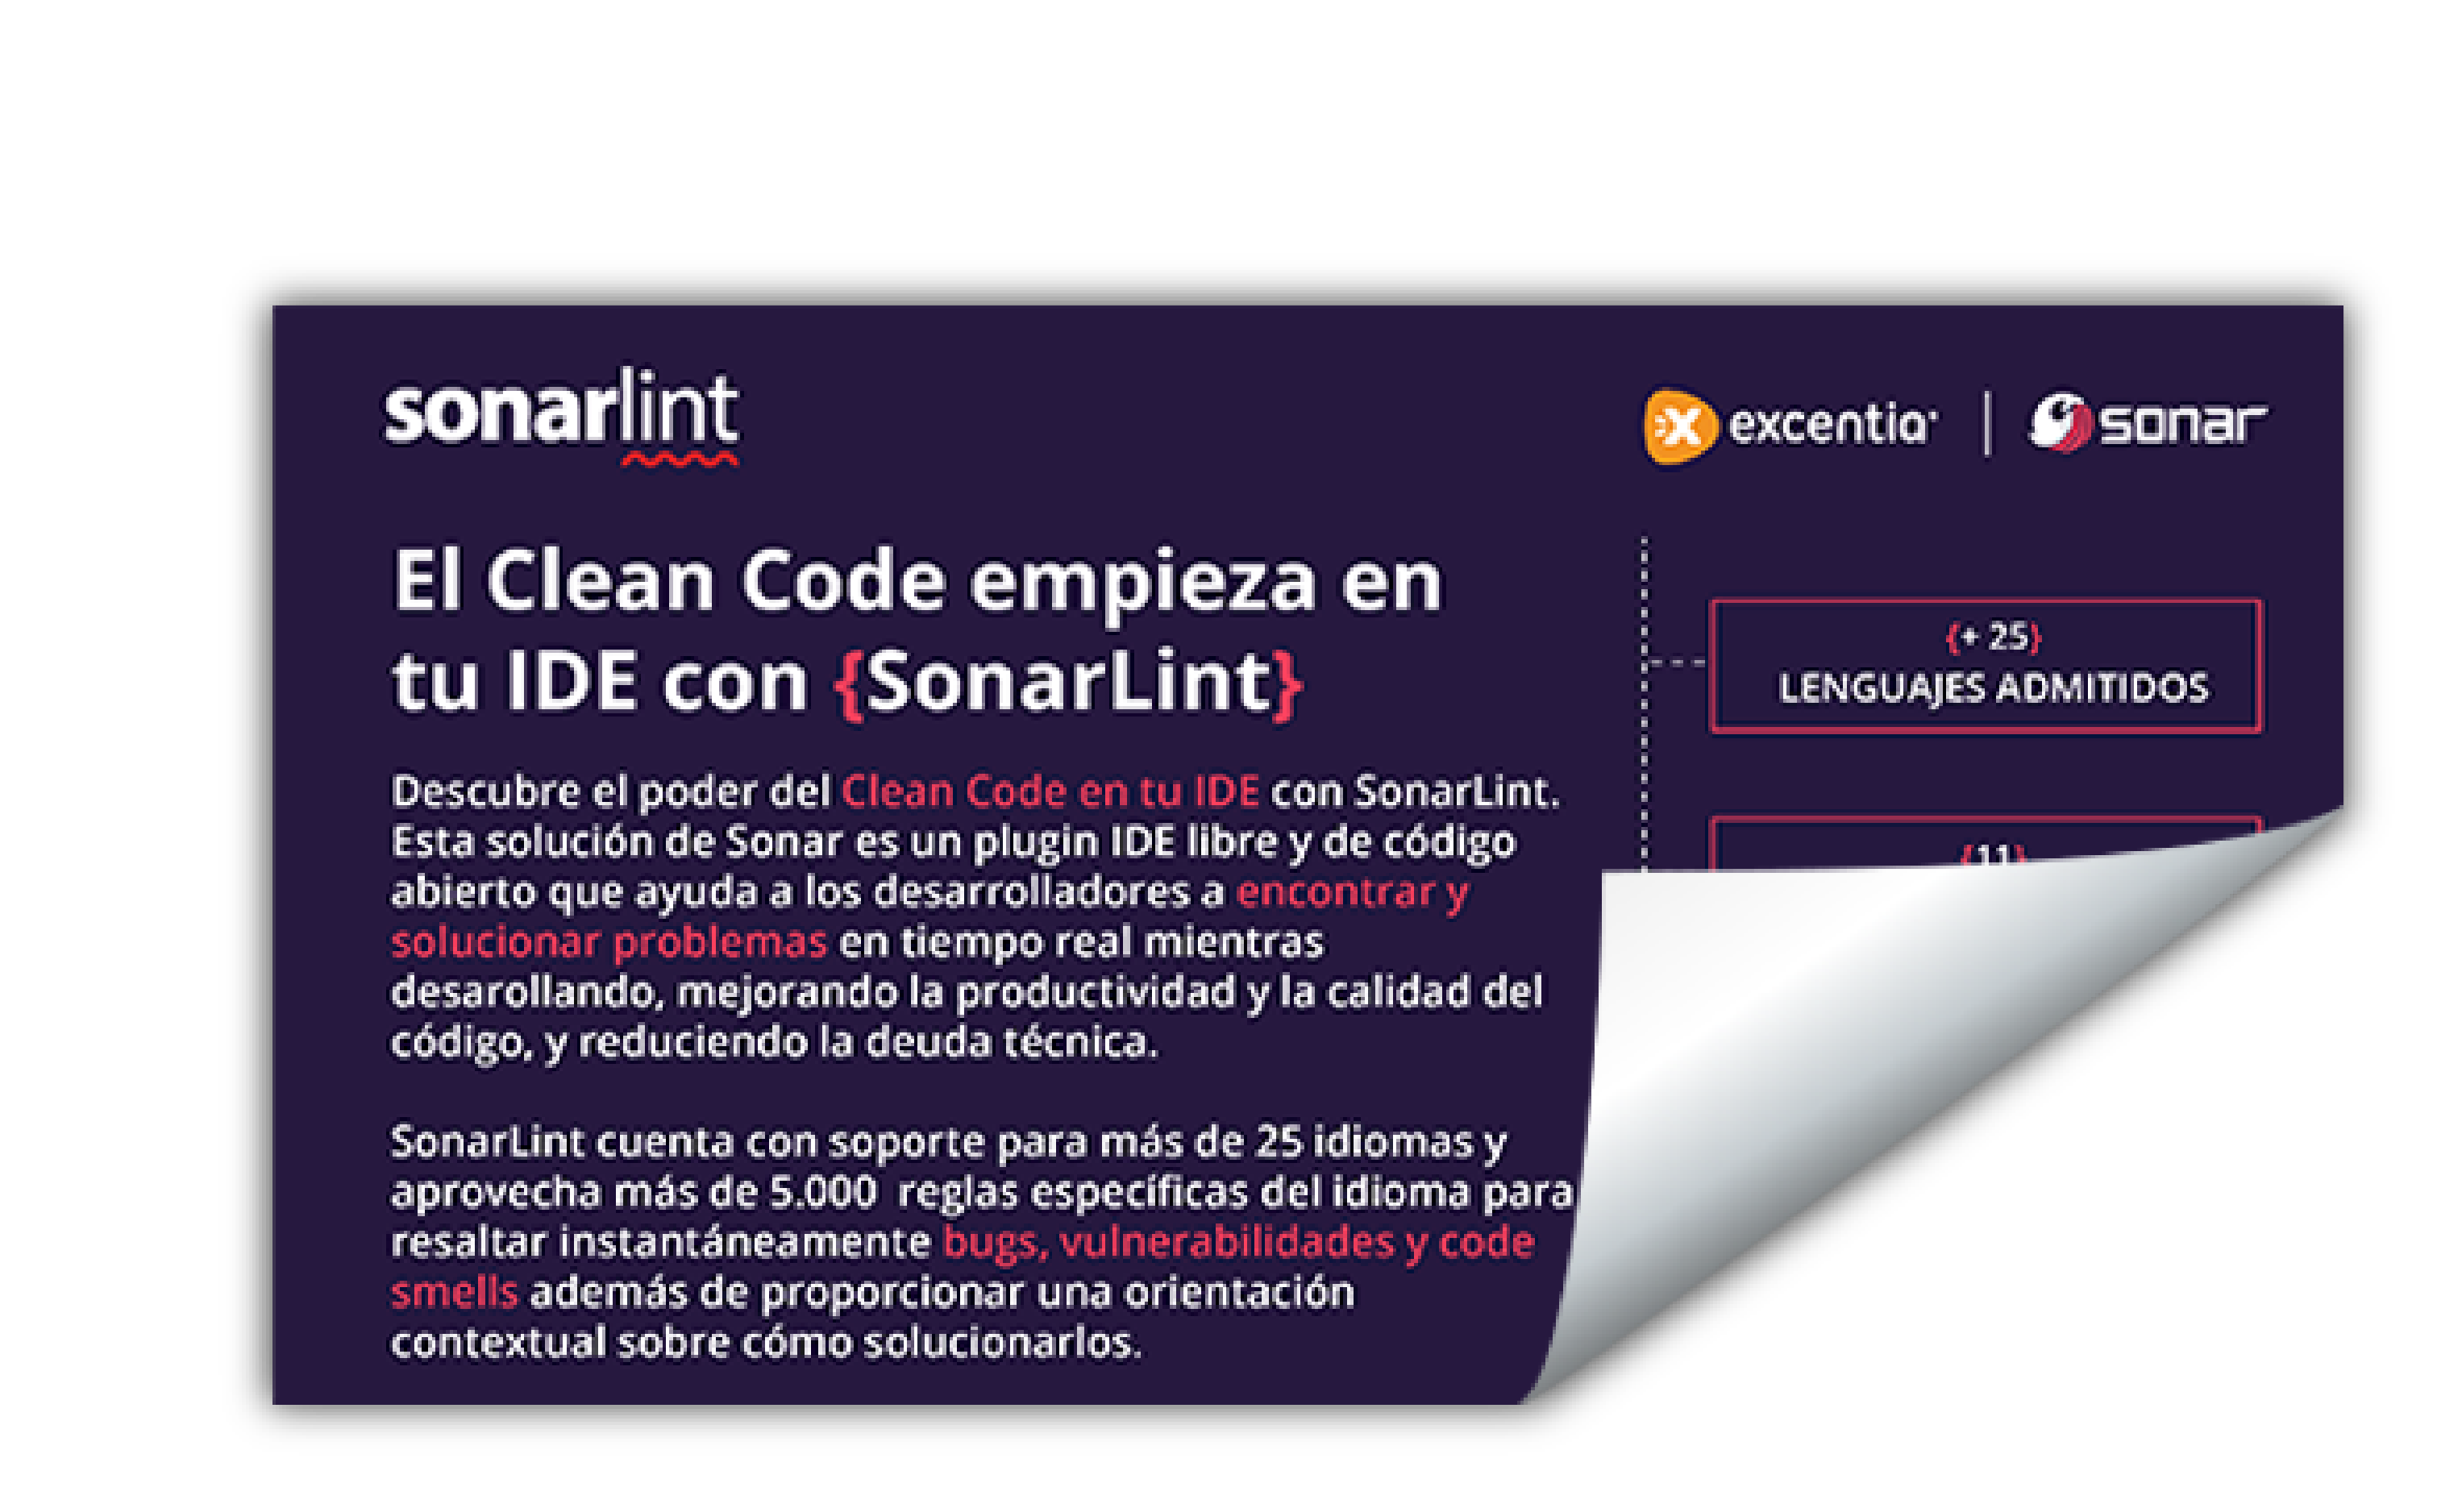 sonarlint
excentia | sonar
El Clean Code empieza en
tu IDE con {SonarLint}
Descubre el poder del Clean Code en tu IDE con SonarLint.
Esta solución de Sonar es un plugin IDE libre y de código
abierto que ayuda a los desarrolladores a encontrar y
solucionar problemas en tiempo real mientras
desarollando, mejorando la productividad y la calidad del
código, y reduciendo la deuda técnica.
SonarLint cuenta con soporte para más de 25 idiomas y
aprovecha más de 5.000 reglas específicas del idioma para
resaltar instantáneamente bugs, vulnerabilidades y code
smells además de proporcionar una orientación
contextual sobre cómo solucionarlos.
{+ 25}
LENGUAJES ADMITIDOS
{11}